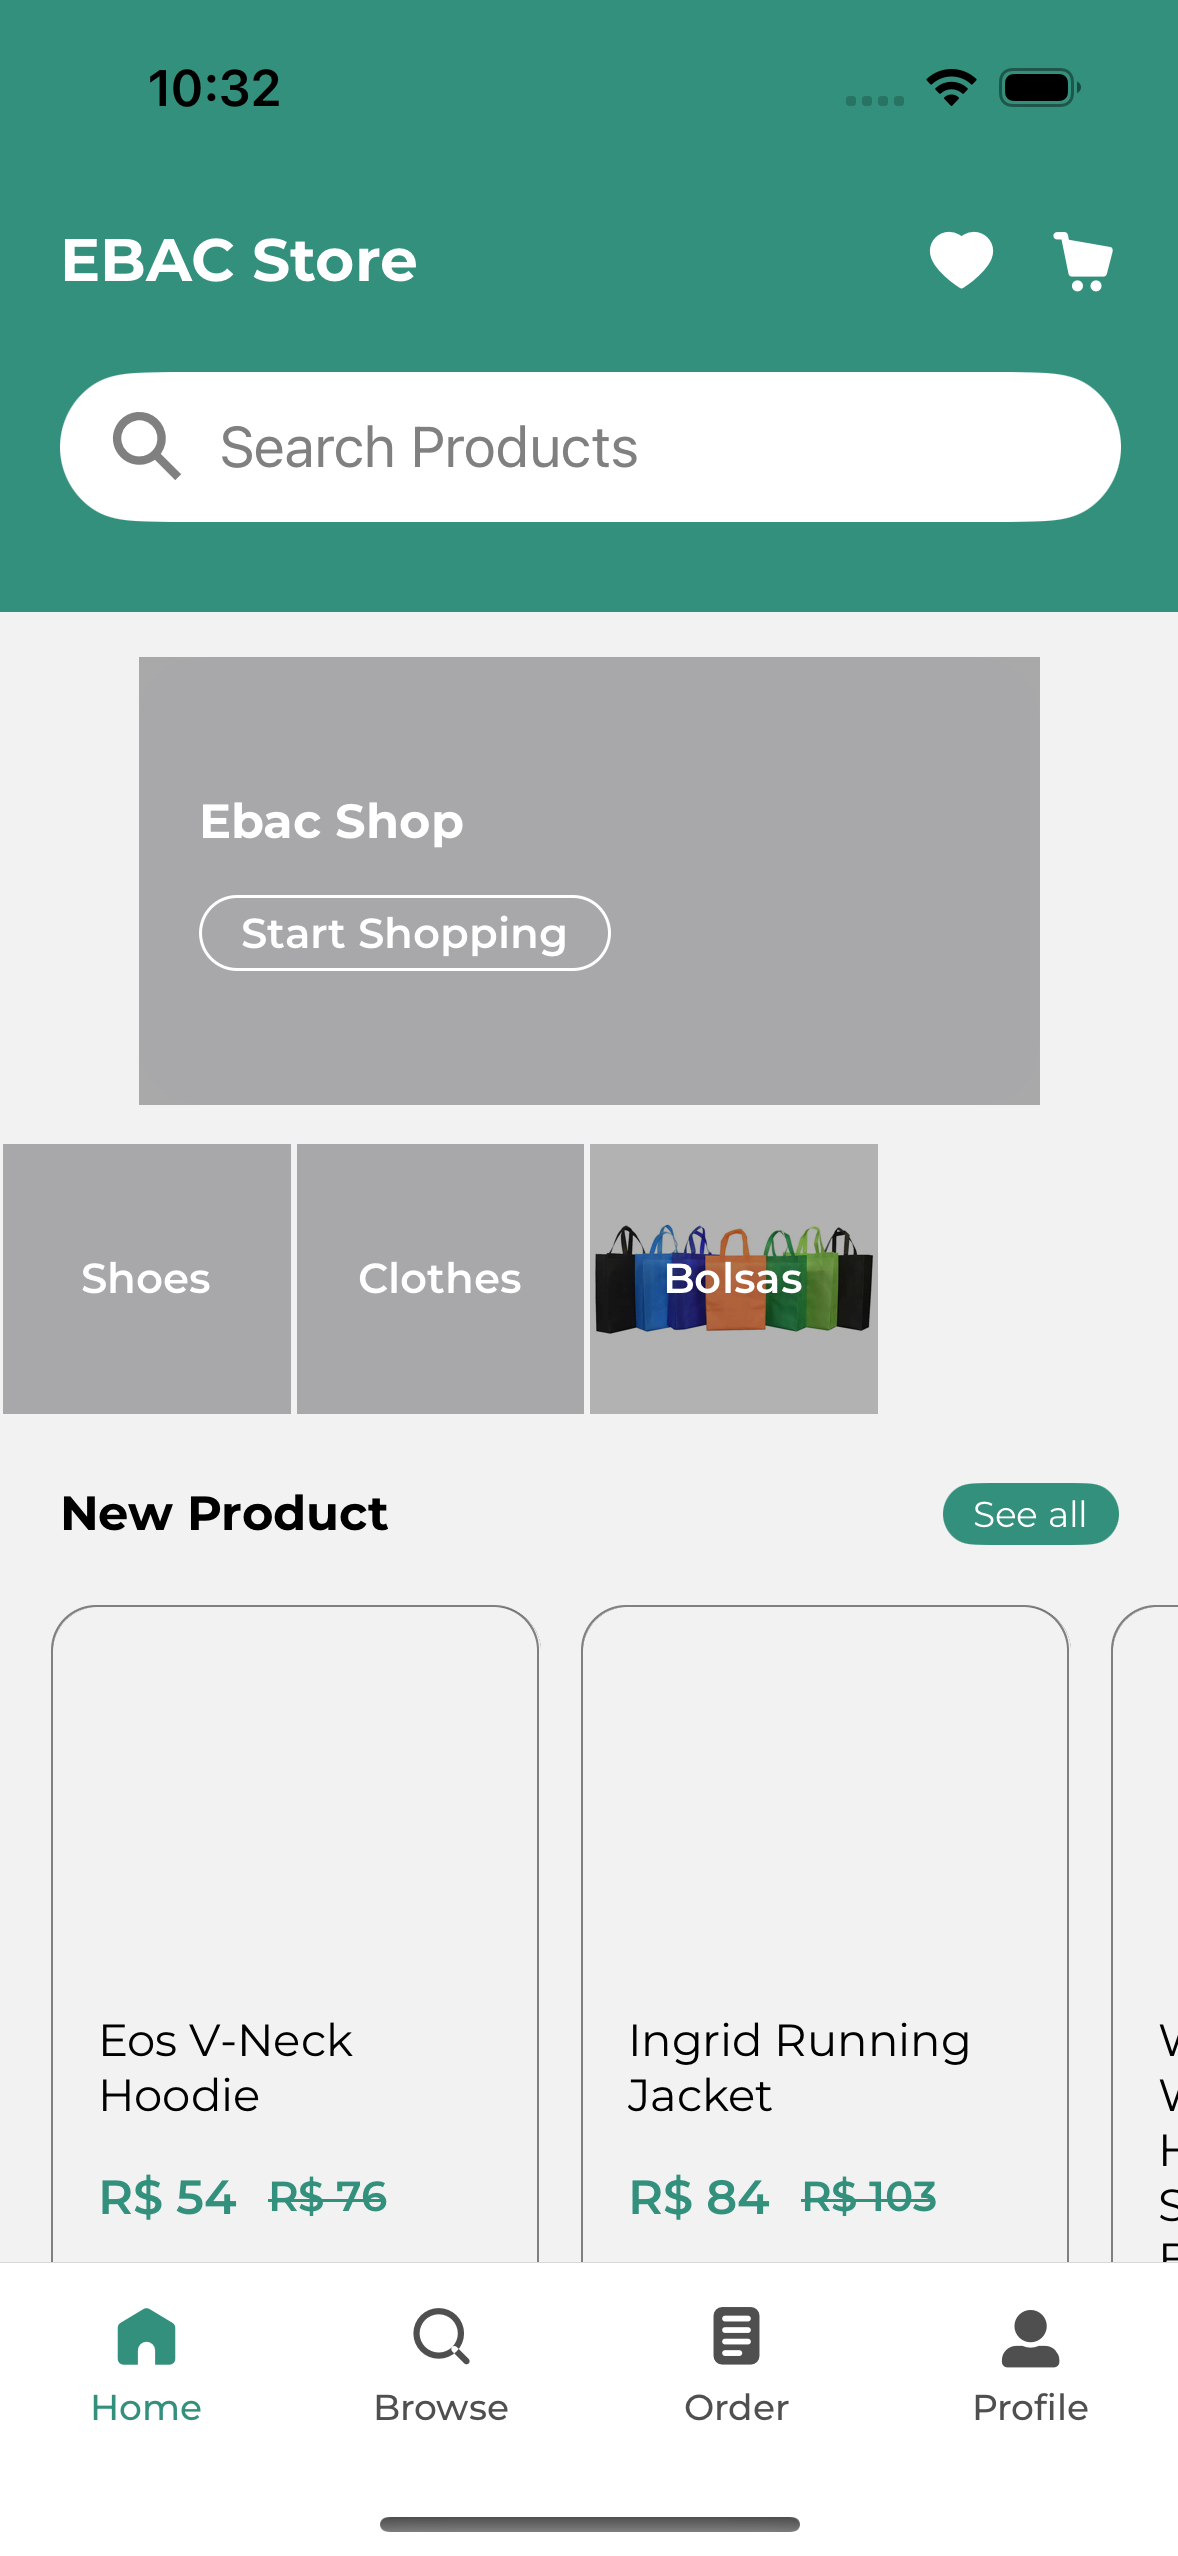 10:32
EBAC Store
Search Products
Ebac Shop
Start Shopping
Shoes
Clothes
Bolsas
New Product
See all
Eos V-Neck
Hoodie
R$ 54 R$ 76
Ingrid Running
Jacket
R$ 84 R$ 103
Home
Browse
Order
Profile